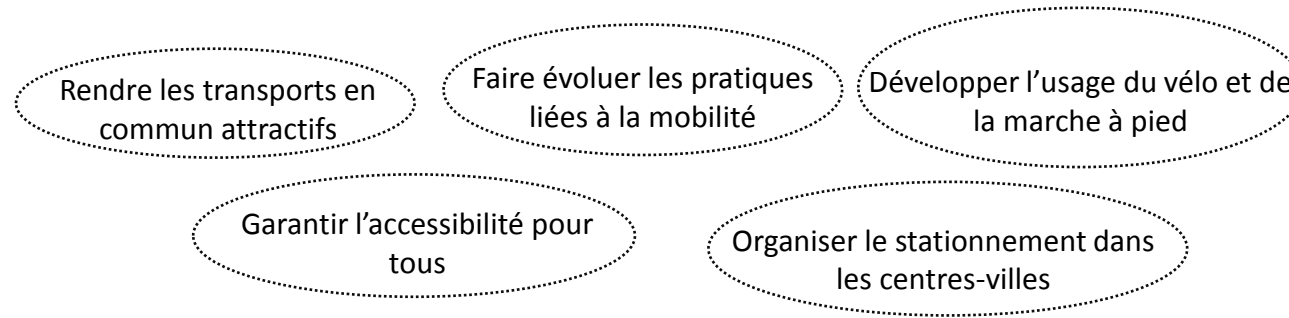 Rendre les transports en
commun attractifs
Faire évoluer les pratiques
liées à la mobilité
Développer l’usage du vélo et de
la marche à pied
Garantir l’accessibilité pour
tous
Organiser le stationnement dans
les centres-villes